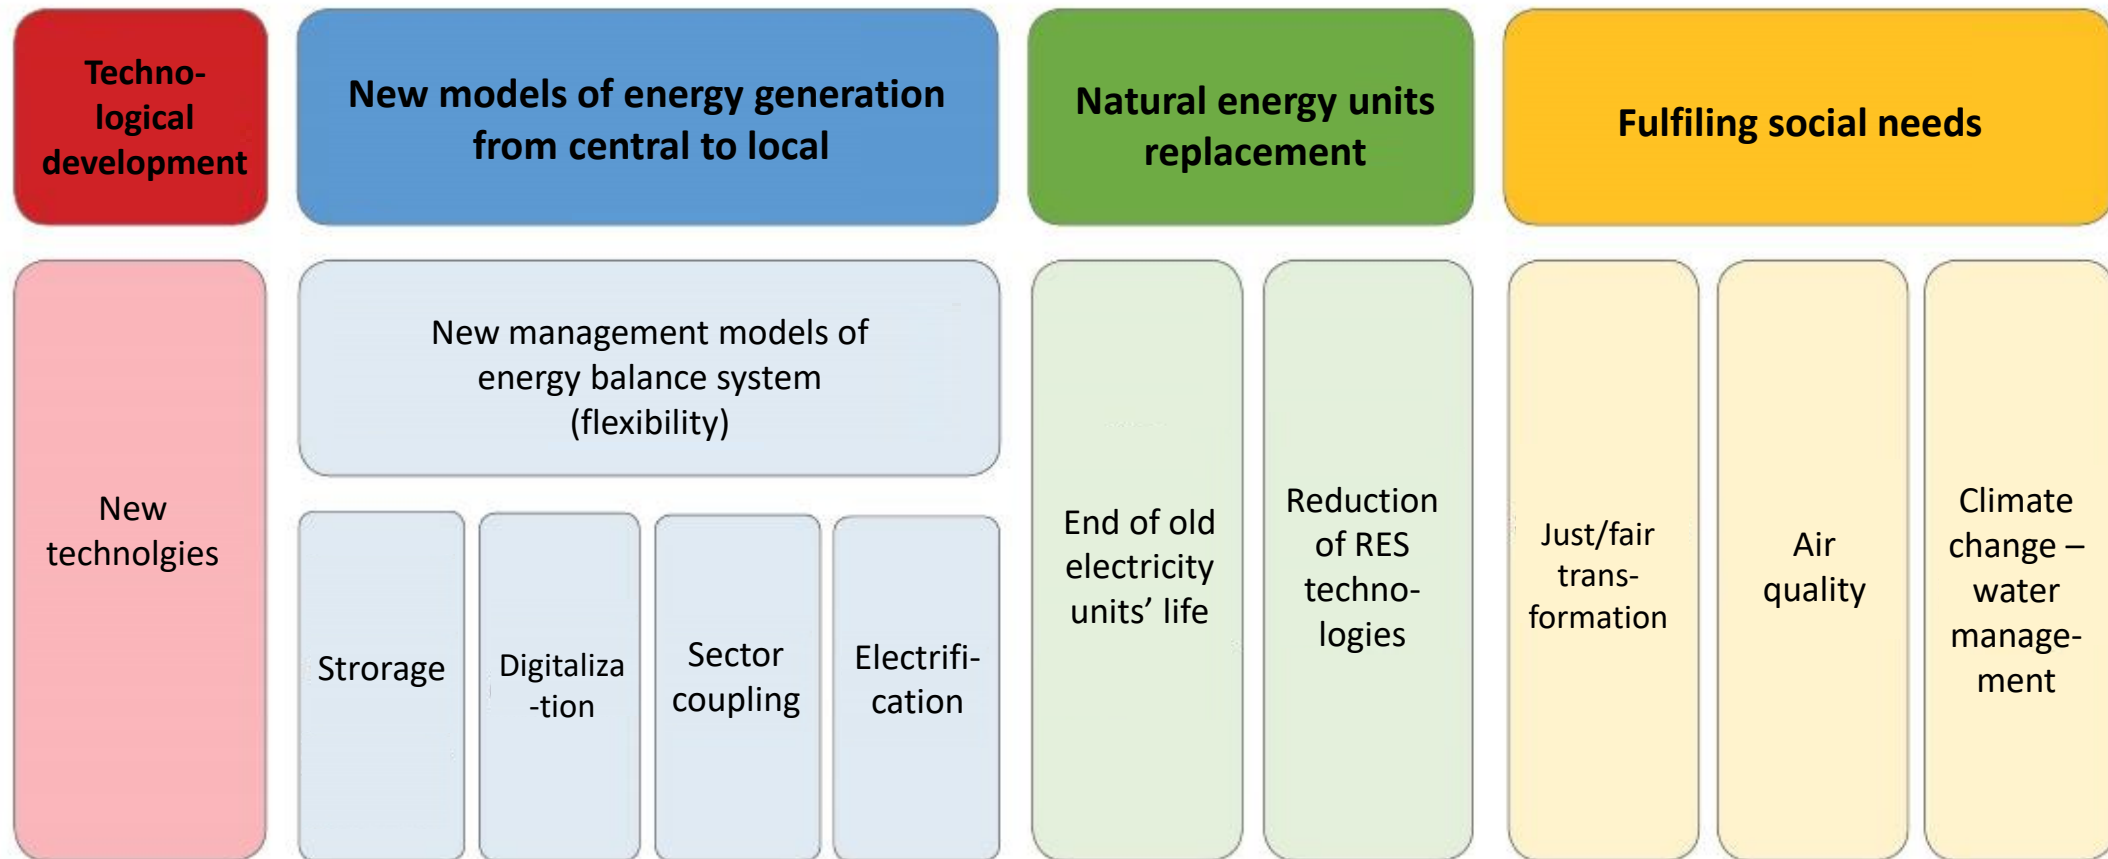 Techno-
logical
development
New models of energy generation
from central to local
Natural energy units
replacement
Fulfiling social needs
New
technolgies
New management models of
energy balance system
(flexibility)
Strorage
Digitaliza
-tion
Sector
coupling
Electrifi-
cation
End of old
electricity
units’ life
Reduction
of RES
techno-
logies
Just/fair
trans-
formation
Air
quality
Climate
change –
water
manage-
ment